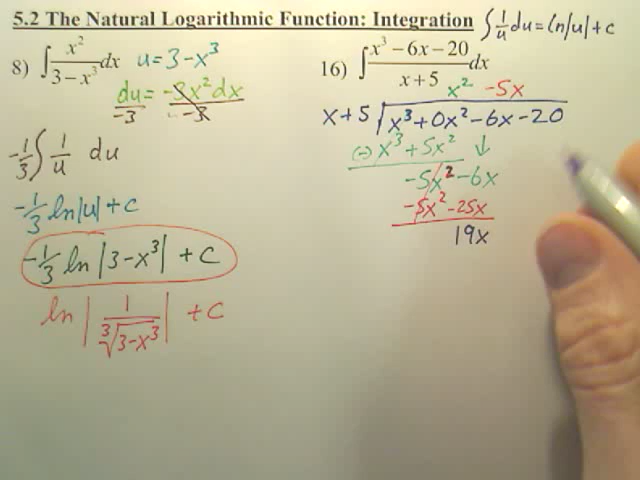 5.2 The Natural Logarithmic Function: Integration ∫ 1/u du = ln|u| + c
8) ∫ x²/(3 − x³) dx u = 3 − x³
du = −3x² dx
−3 −3
−1/3 ∫ 1/u du
−1/3 ln|u| + c
−1/3 ln|3 − x³| + c
ln|1/∛(3 − x³)| + c
16) ∫ (x³ − 6x − 20)/(x + 5) dx
x² − 5x
x + 5 ) x³ + 0x² − 6x − 20
(−) x³ + 5x² ↓
−5x² − 6x
−5x² − 25x
19x